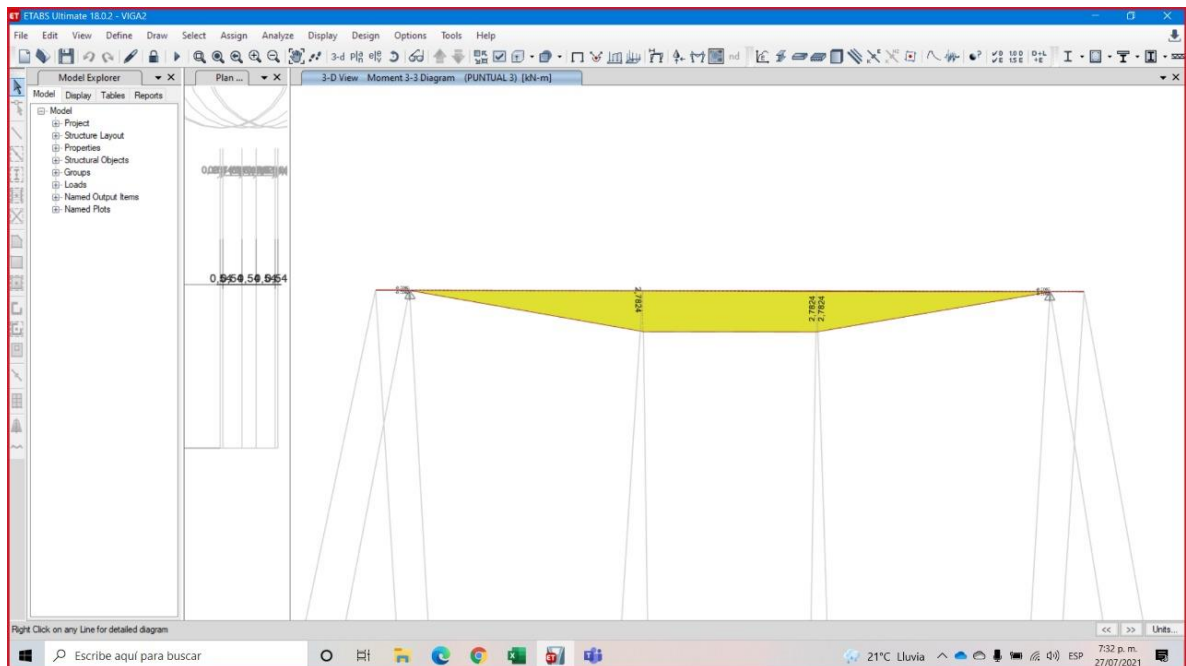 ETABS Ultimate 18.0.2 - VIGA2
File Edit View Define Draw Select Assign Analyze Display Design Options Tools Help
3-d
nd
Model Explorer
Plan ...
3-D View Moment 3-3 Diagram (PUNTUAL 3) [kN-m]
Model Display Tables Reports
Model
Project
Structure Layout
Properties
Structural Objects
Groups
Loads
Named Output Items
Named Plots
2,7824
2,7824
2,7824
Right Click on any Line for detailed diagram
<< >> Units...
Escribe aquí para buscar
21°C Lluvia
ESP
7:32 p. m.
27/07/2021